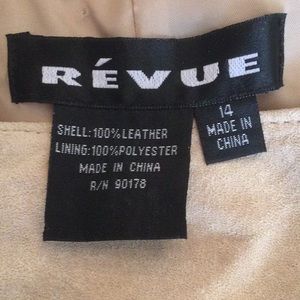 RÉVUE
SHELL:100%LEATHER
LINING:100%POLYESTER
MADE IN CHINA
R/N 90178
14
MADE IN
CHINA